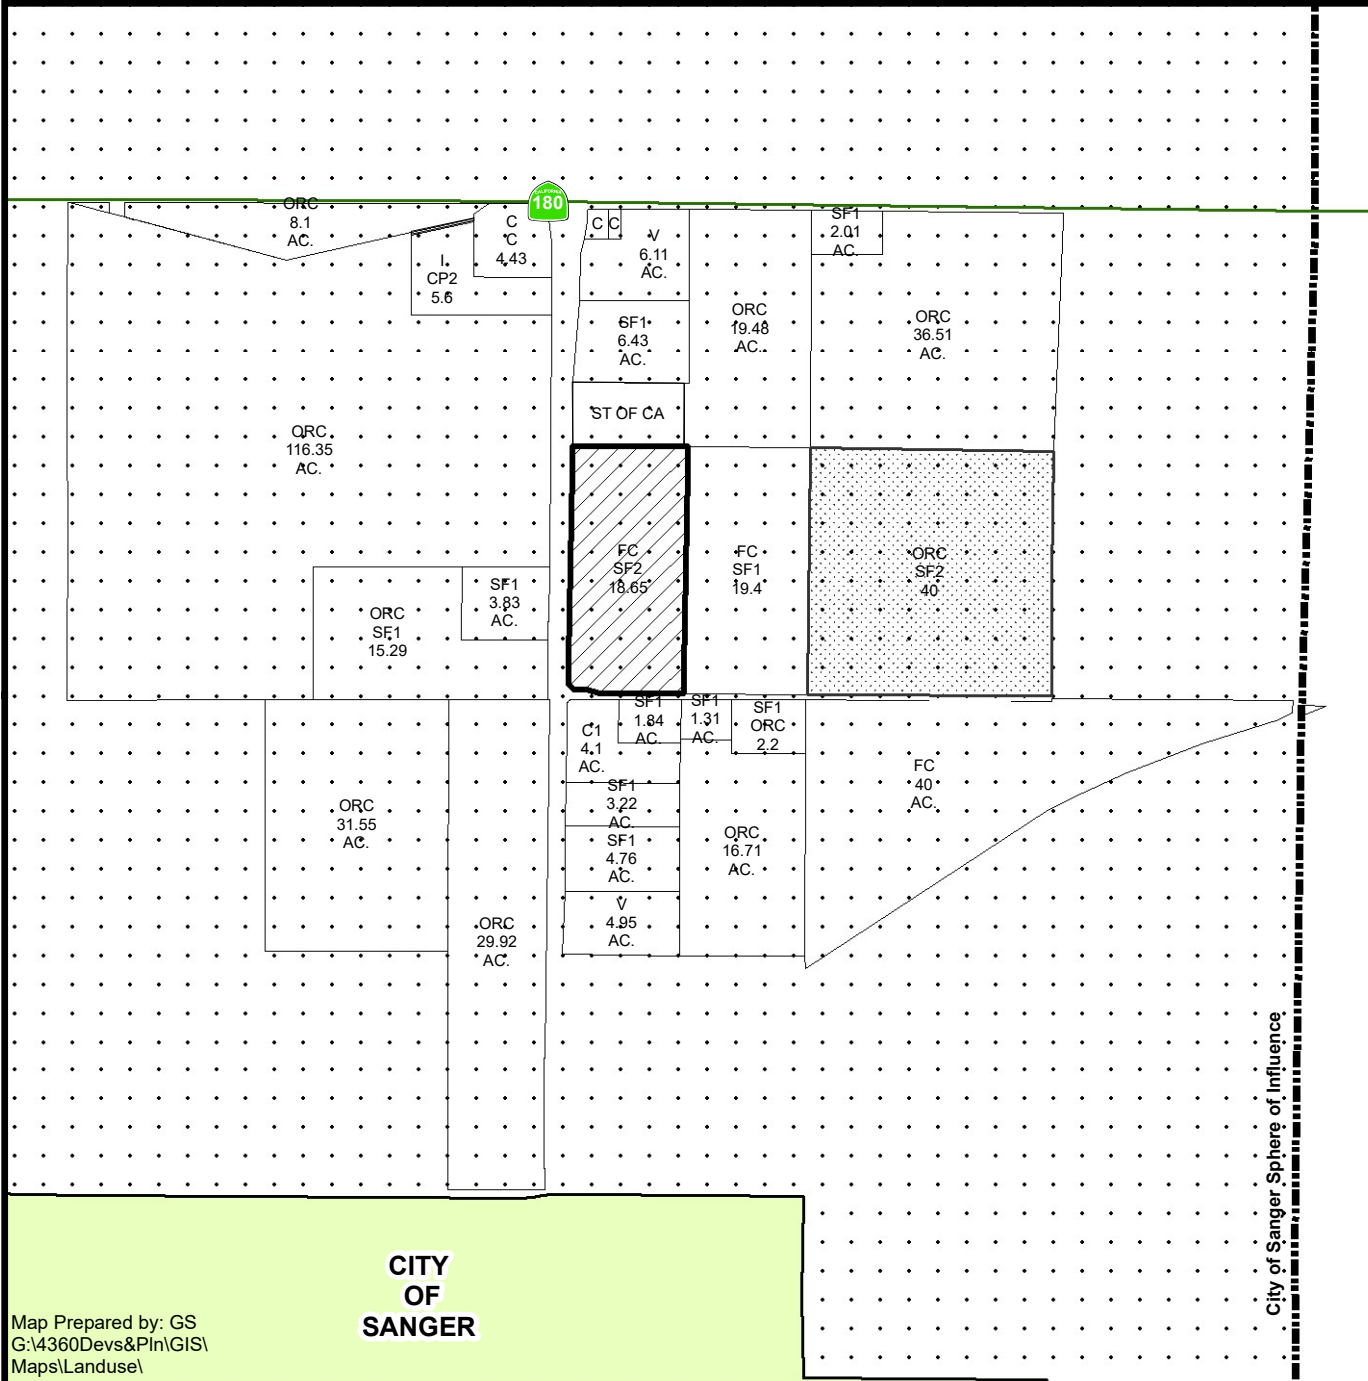 CALIFORNIA
180
ORC
8.1
AC.
C
C
4.43
I
CP2
5.6
C
C
V
6.11
AC.
SF1
2.01
AC.
SF1
6.43
AC.
ORC
19.48
AC.
ORC
36.51
AC.
ST OF CA
ORC
116.35
AC.
FC
SF2
18.65
FC
SF1
19.4
ORC
SF2
40
SF1
3.83
AC.
ORC
SF1
15.29
SF1
1.84
AC.
SF1
1.31
AC.
SF1
ORC
2.2
C1
4.1
AC.
FC
40
AC.
SF1
3.22
AC.
ORC
31.55
AC.
SF1
4.76
AC.
ORC
16.71
AC.
V
4.95
AC.
ORC
29.92
AC.
City of Sanger Sphere of Influence
CITY
OF
SANGER
Map Prepared by: GS
G:\4360Devs&Pln\GIS\
Maps\Landuse\